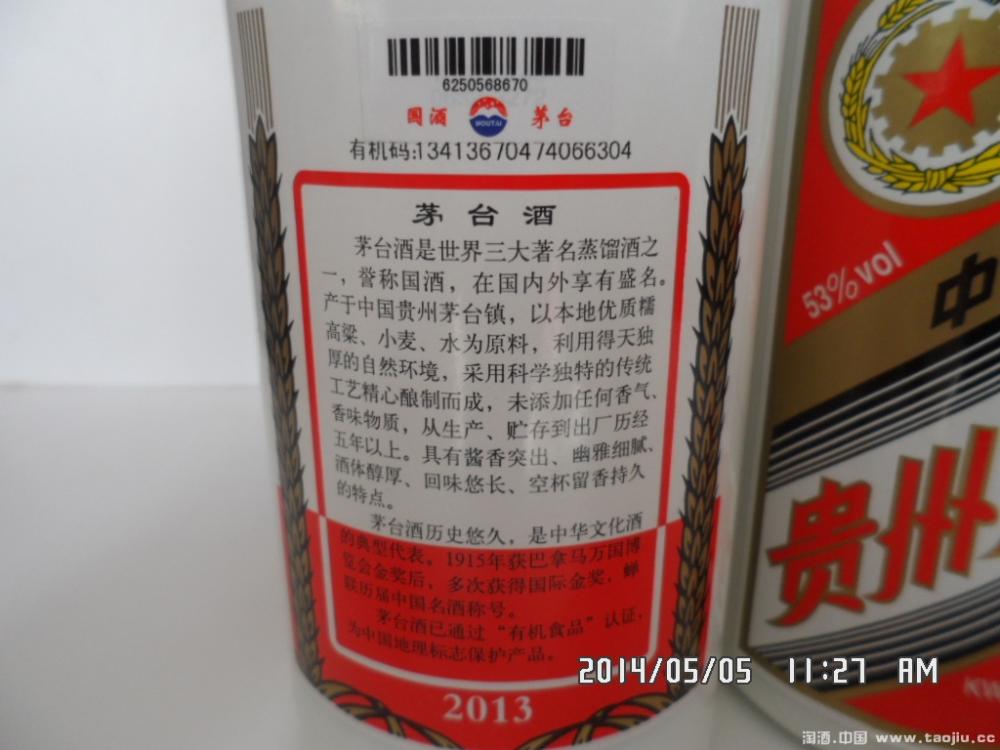 6250568670
国酒 MOUTAI 茅台
有机码:13413670474066304
茅台酒
茅台酒是世界三大著名蒸馏酒之
一，誉称国酒，在国内外享有盛名。
产于中国贵州茅台镇，以本地优质糯
高粱、小麦、水为原料，利用得天独
厚的自然环境，采用科学独特的传统
工艺精心酿制而成，未添加任何香气、
香味物质，从生产、贮存到出厂历经
五年以上。具有酱香突出、幽雅细腻、
酒体醇厚、回味悠长、空杯留香持久
的特点。
茅台酒历史悠久，是中华文化酒
的典型代表。1915年获巴拿马万国博
览会金奖后，多次获得国际金奖，蝉
联历届中国名酒称号。
茅台酒已通过“有机食品”认证，
为中国地理标志保护产品。
2013
53%vol
中
贵州
KW
2014/05/05 11:27 AM
淘酒.中国 www.taojiu.cc